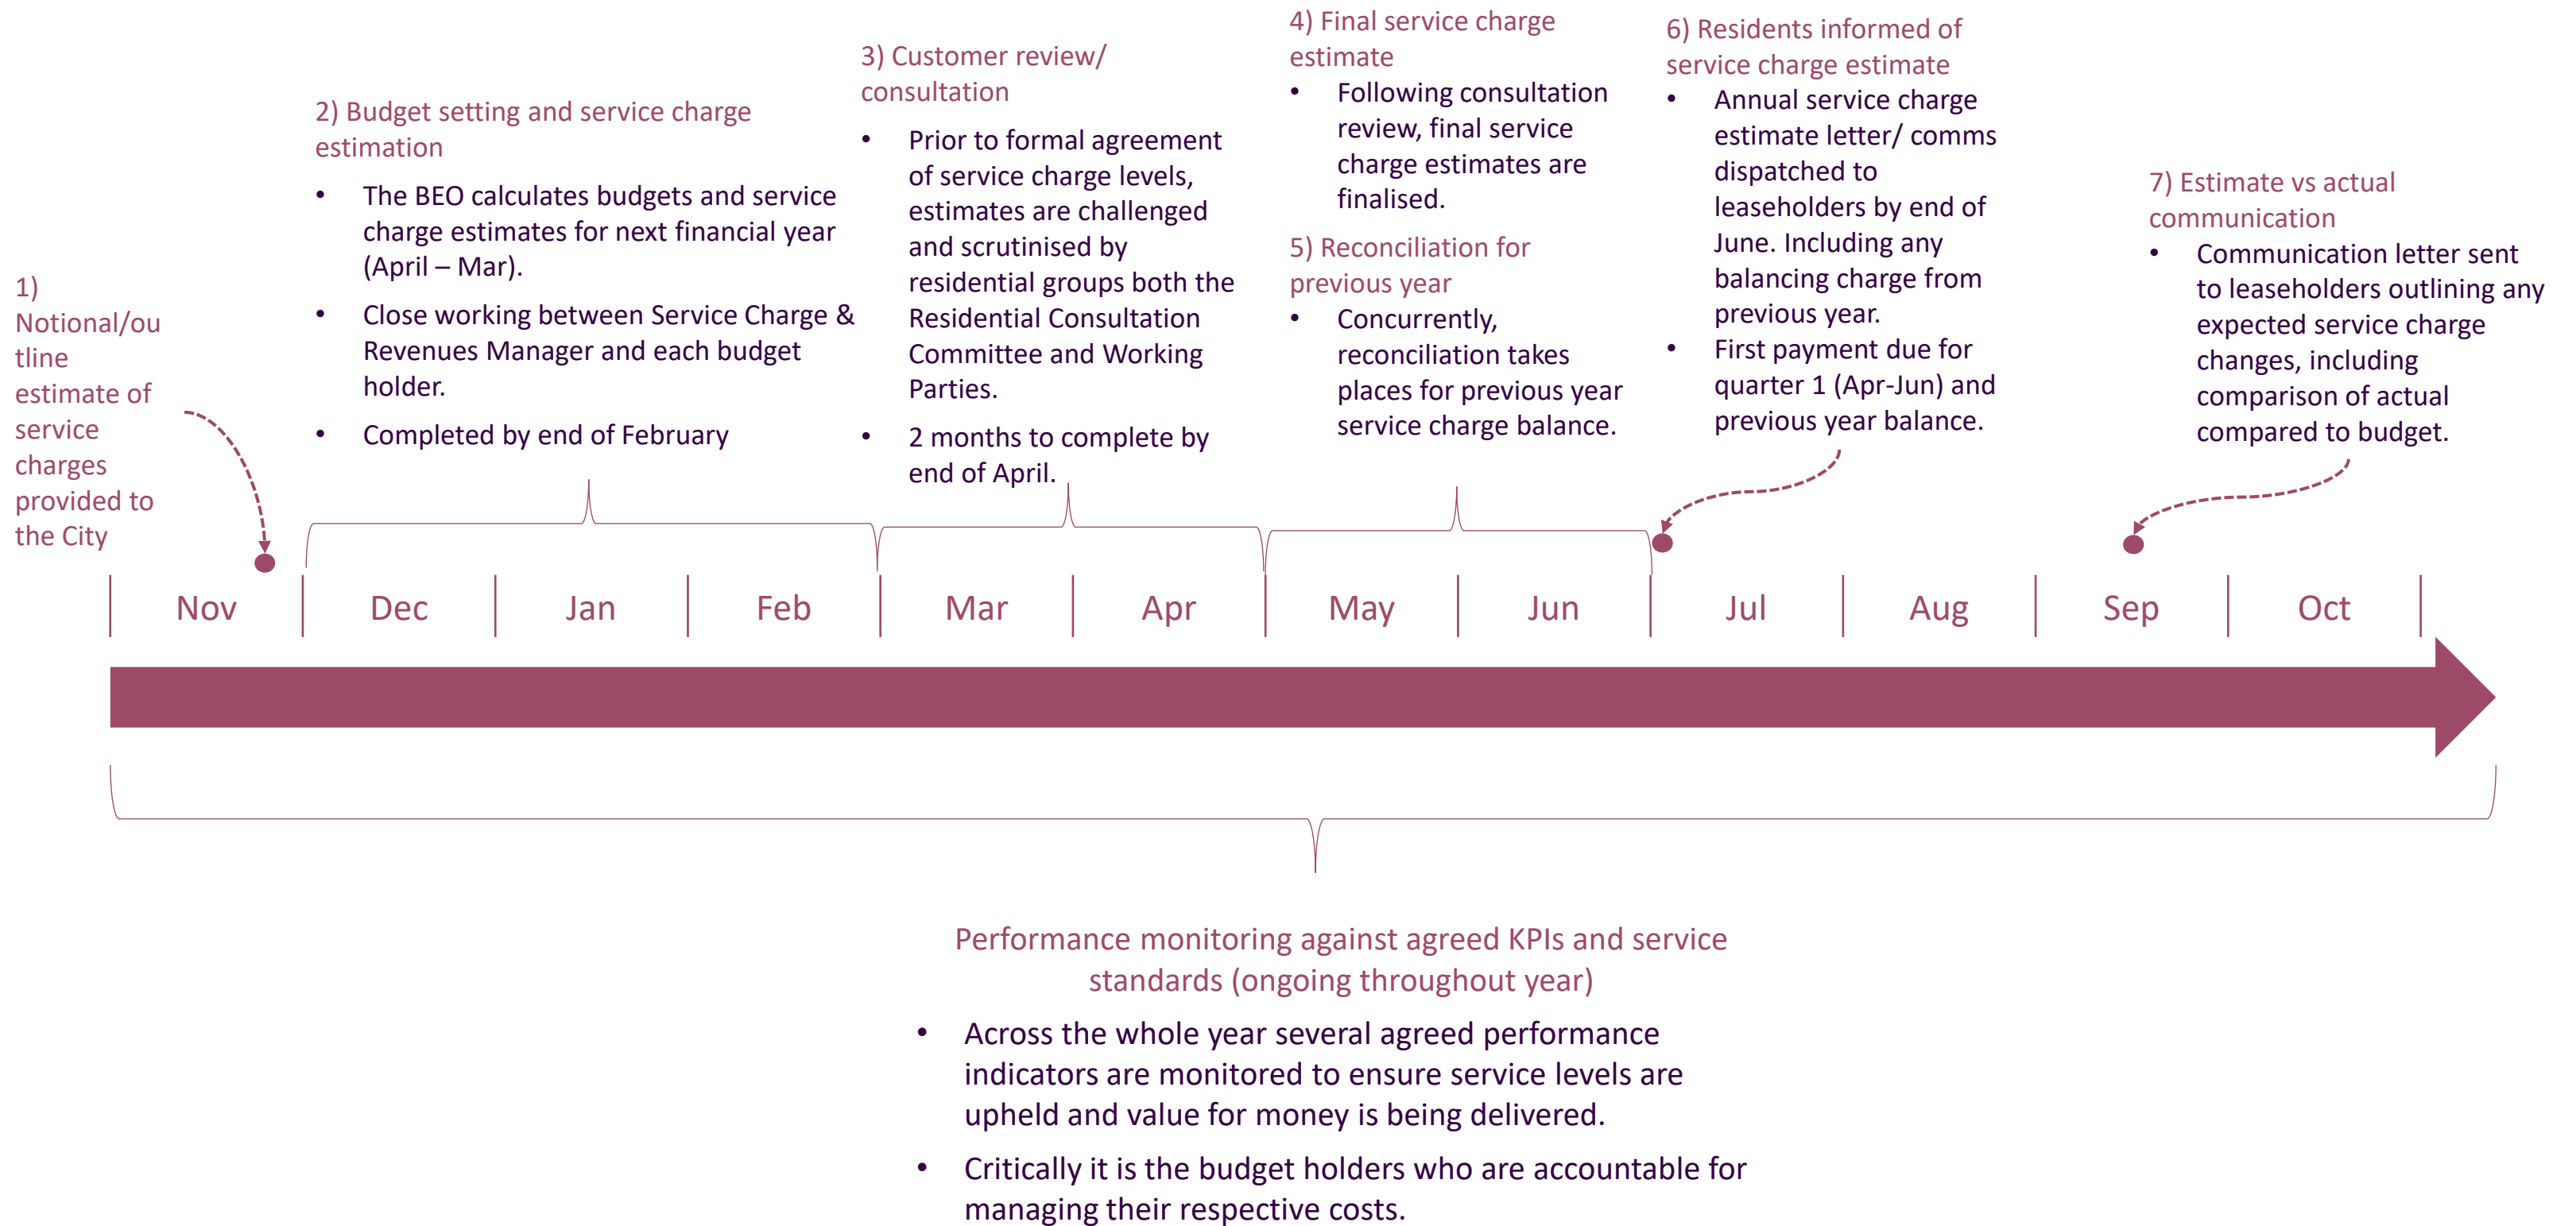 1)
Notional/ou
tline
estimate of
service
charges
provided to
the City
2) Budget setting and service charge
estimation
• The BEO calculates budgets and service
charge estimates for next financial year
(April – Mar).
• Close working between Service Charge &
Revenues Manager and each budget
holder.
• Completed by end of February
3) Customer review/
consultation
• Prior to formal agreement
of service charge levels,
estimates are challenged
and scrutinised by
residential groups both the
Residential Consultation
Committee and Working
Parties.
• 2 months to complete by
end of April.
4) Final service charge
estimate
• Following consultation
review, final service
charge estimates are
finalised.
5) Reconciliation for
previous year
• Concurrently,
reconciliation takes
places for previous year
service charge balance.
6) Residents informed of
service charge estimate
• Annual service charge
estimate letter/ comms
dispatched to
leaseholders by end of
June. Including any
balancing charge from
previous year.
• First payment due for
quarter 1 (Apr-Jun) and
previous year balance.
7) Estimate vs actual
communication
• Communication letter sent
to leaseholders outlining any
expected service charge
changes, including
comparison of actual
compared to budget.
Nov Dec Jan Feb Mar Apr May Jun Jul Aug Sep Oct
Performance monitoring against agreed KPIs and service
standards (ongoing throughout year)
• Across the whole year several agreed performance
indicators are monitored to ensure service levels are
upheld and value for money is being delivered.
• Critically it is the budget holders who are accountable for
managing their respective costs.